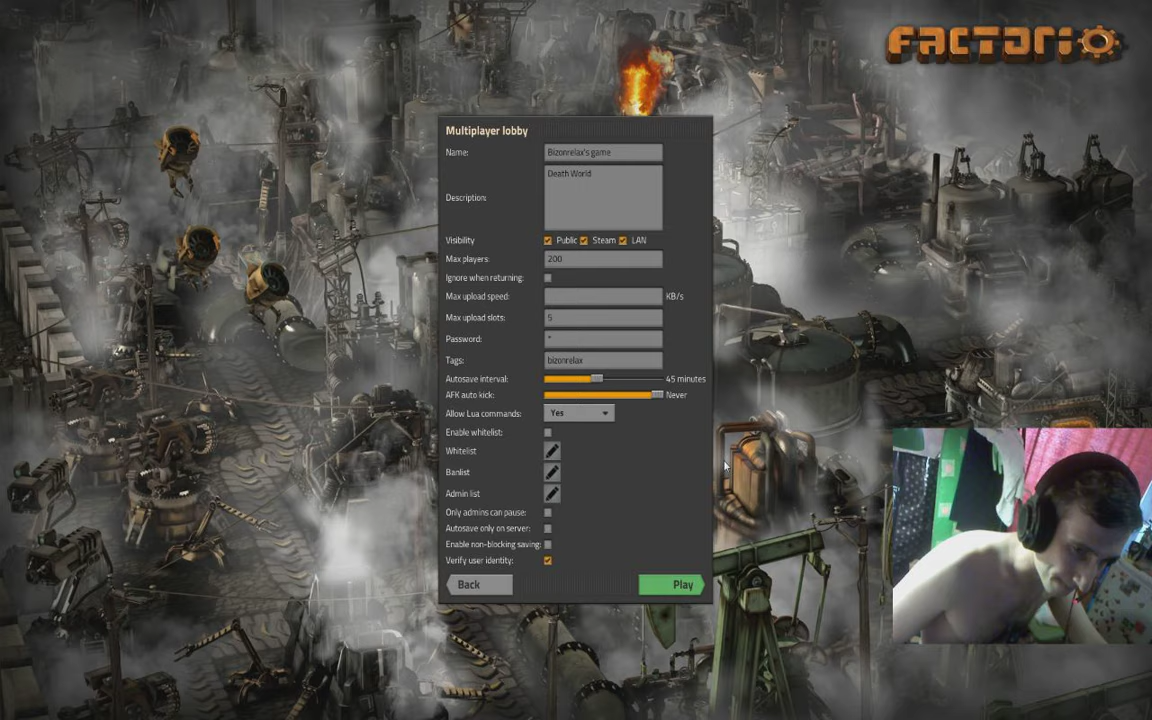 FACTORIO
Multiplayer lobby
Name: Bizonrelax's game
Description: Death World
Visibility Public Steam LAN
Max players: 200
Ignore when returning:
Max upload speed: KB/s
Max upload slots: 5
Password: *
Tags: bizonrelax
Autosave interval: 45 minutes
AFK auto kick: Never
Allow Lua commands: Yes
Enable whitelist:
Whitelist
Banlist
Admin list
Only admins can pause:
Autosave only on server:
Enable non-blocking saving:
Verify user identity:
Back Play